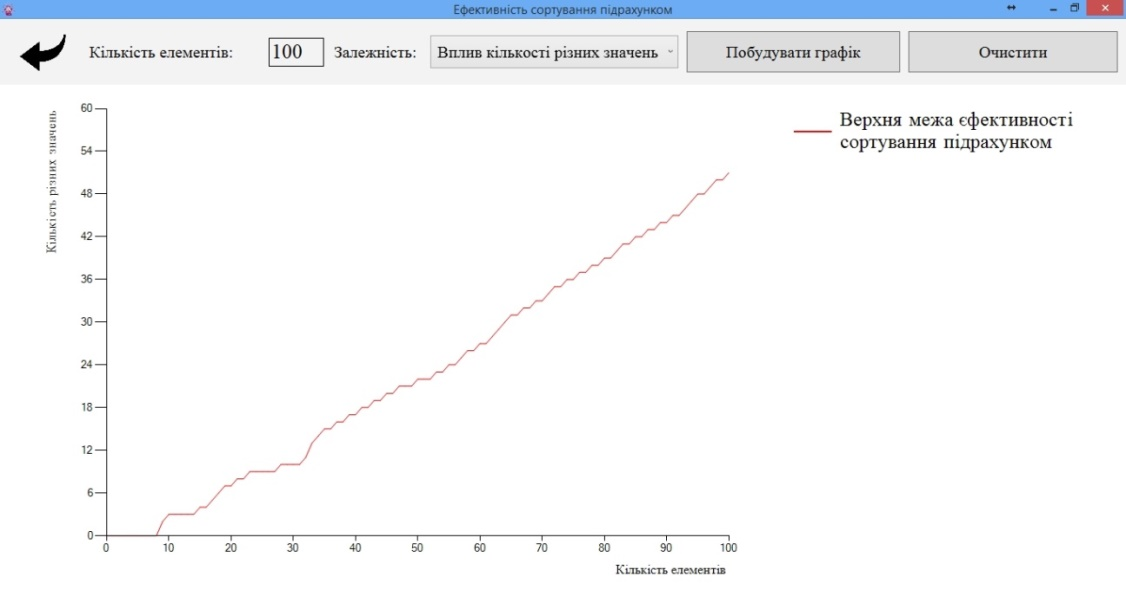 Ефективність сортування підрахунком
Кількість елементів: 100 Залежність: Вплив кількості різних значень Побудувати графік Очистити
Кількість різних значень
60
54
48
42
36
30
24
18
12
6
0
0 10 20 30 40 50 60 70 80 90 100
Кількість елементів
Верхня межа єфективності
сортування підрахунком